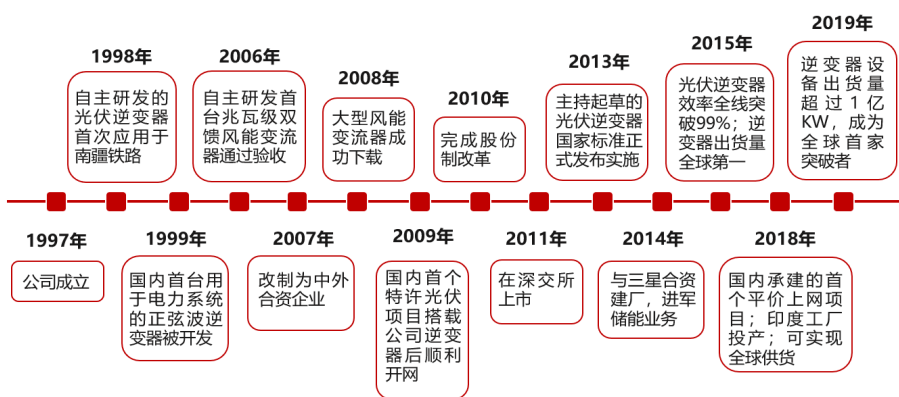 1998年
自主研发的
光伏逆变器
首次应用于
南疆铁路
2006年
自主研发首
台兆瓦级双
馈风能变流
器通过验收
2008年
大型风能
变流器成
功下载
2010年
完成股份
制改革
2013年
主持起草的
光伏逆变器
国家标准正
式发布实施
2015年
光伏逆变器
效率全线突
破99%；逆
变器出货量
全球第一
2019年
逆变器设
备出货量
超过1亿
KW，成为
全球首家
突破者
1997年
公司成立
1999年
国内首台用
于电力系统
的正弦波逆
变器被开发
2007年
改制为中外
合资企业
2009年
国内首个
特许光伏
项目搭载
公司逆变
器后顺利
开网
2011年
在深交所
上市
2014年
与三星合资
建厂，进军
储能业务
2018年
国内承建的首
个平价上网项
目；印度工厂
投产；可实现
全球供货